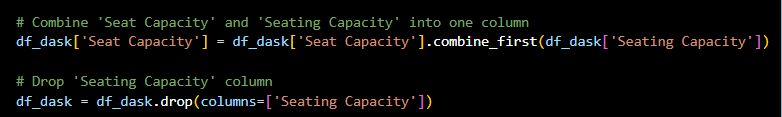 # Combine 'Seat Capacity' and 'Seating Capacity' into one column
df_dask['Seat Capacity'] = df_dask['Seat Capacity'].combine_first(df_dask['Seating Capacity'])
# Drop 'Seating Capacity' column
df_dask = df_dask.drop(columns=['Seating Capacity'])